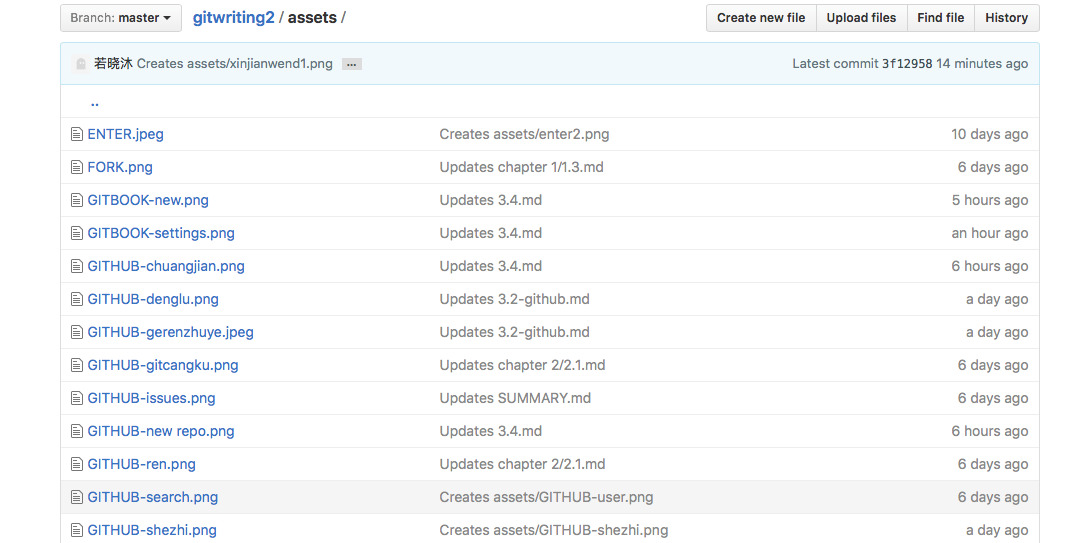 Branch: master gitwriting2 / assets / Create new file Upload files Find file History
若晓沐 Creates assets/xinjianwend1.png ... Latest commit 3f12958 14 minutes ago
..
ENTER.jpeg Creates assets/enter2.png 10 days ago
FORK.png Updates chapter 1/1.3.md 6 days ago
GITBOOK-new.png Updates 3.4.md 5 hours ago
GITBOOK-settings.png Updates 3.4.md an hour ago
GITHUB-chuangjian.png Updates 3.4.md 6 hours ago
GITHUB-denglu.png Updates 3.2-github.md a day ago
GITHUB-gerenzhuye.jpeg Updates 3.2-github.md a day ago
GITHUB-gitcangku.png Updates chapter 2/2.1.md 6 days ago
GITHUB-issues.png Updates SUMMARY.md 6 days ago
GITHUB-new repo.png Updates 3.4.md 6 hours ago
GITHUB-ren.png Updates chapter 2/2.1.md 6 days ago
GITHUB-search.png Creates assets/GITHUB-user.png 6 days ago
GITHUB-shezhi.png Creates assets/GITHUB-shezhi.png a day ago